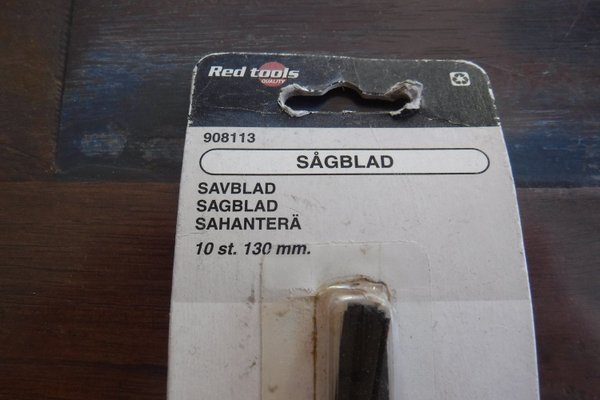 Red tools
QUALITY
908113
SÅGBLAD
SAVBLAD
SAGBLAD
SAHANTERÄ
10 st. 130 mm.